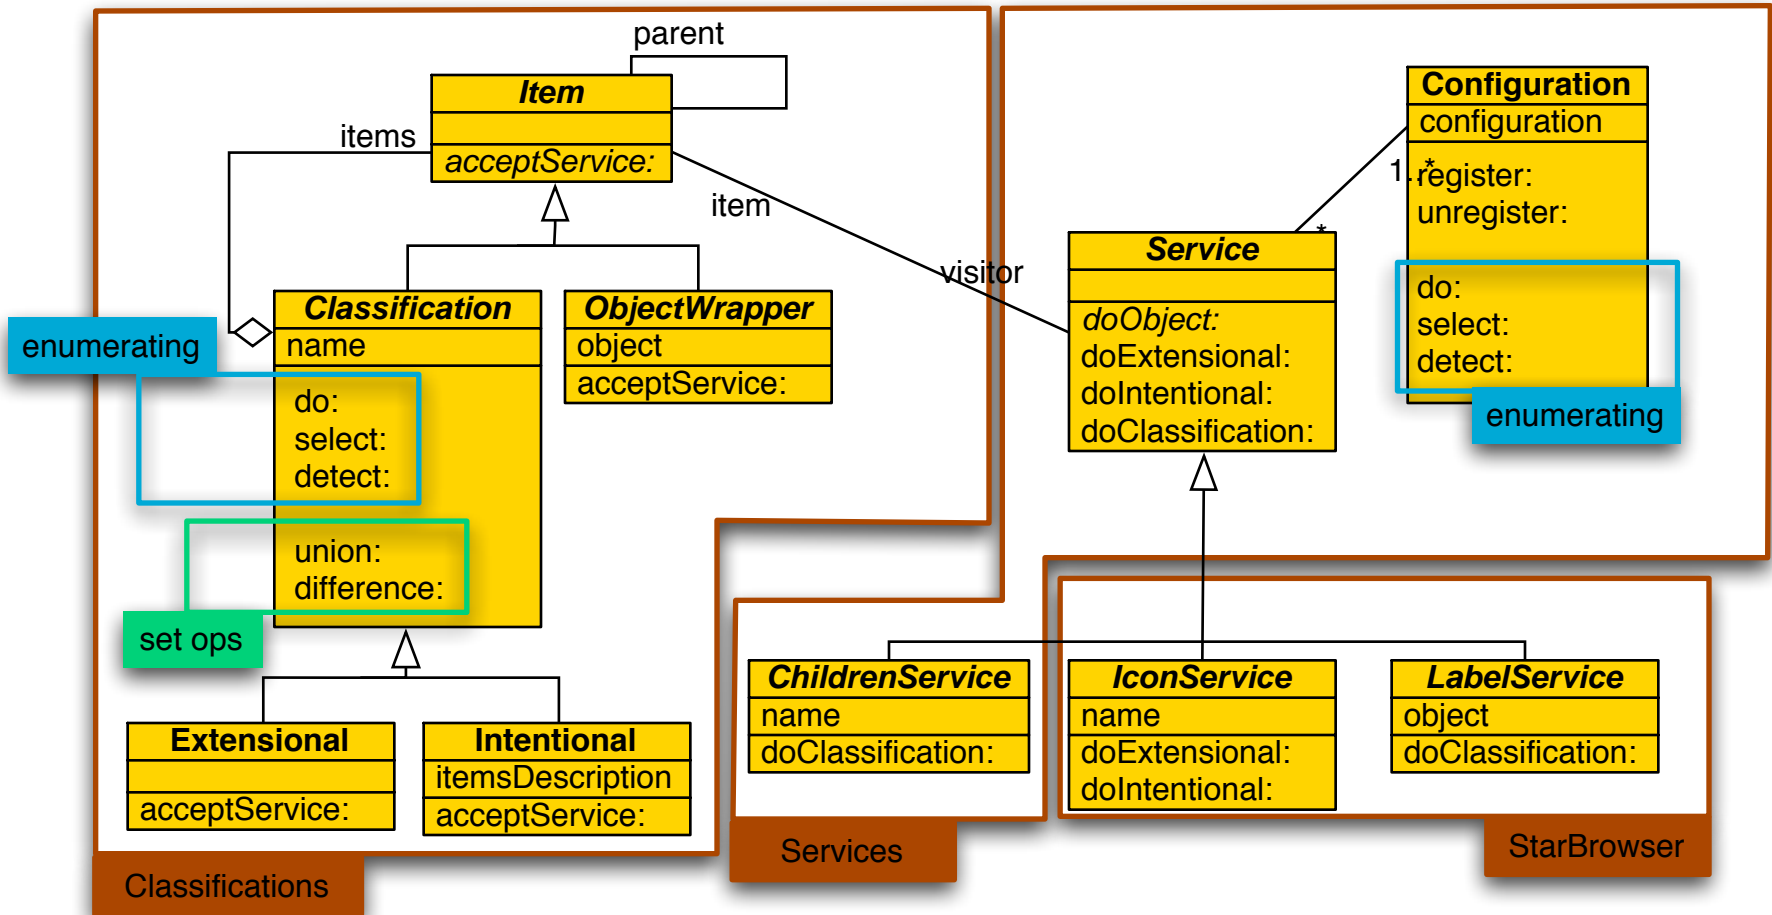 parent
Item
items
acceptService:
item
visitor
Classification
name
do:
select:
detect:
union:
difference:
enumerating
set ops
ObjectWrapper
object
acceptService:
Extensional
acceptService:
Intentional
itemsDescription
acceptService:
Classifications
Configuration
configuration
1..*
register:
unregister:
do:
select:
detect:
enumerating
*
Service
doObject:
doExtensional:
doIntentional:
doClassification:
ChildrenService
name
doClassification:
IconService
name
doExtensional:
doIntentional:
LabelService
object
doClassification:
Services
StarBrowser